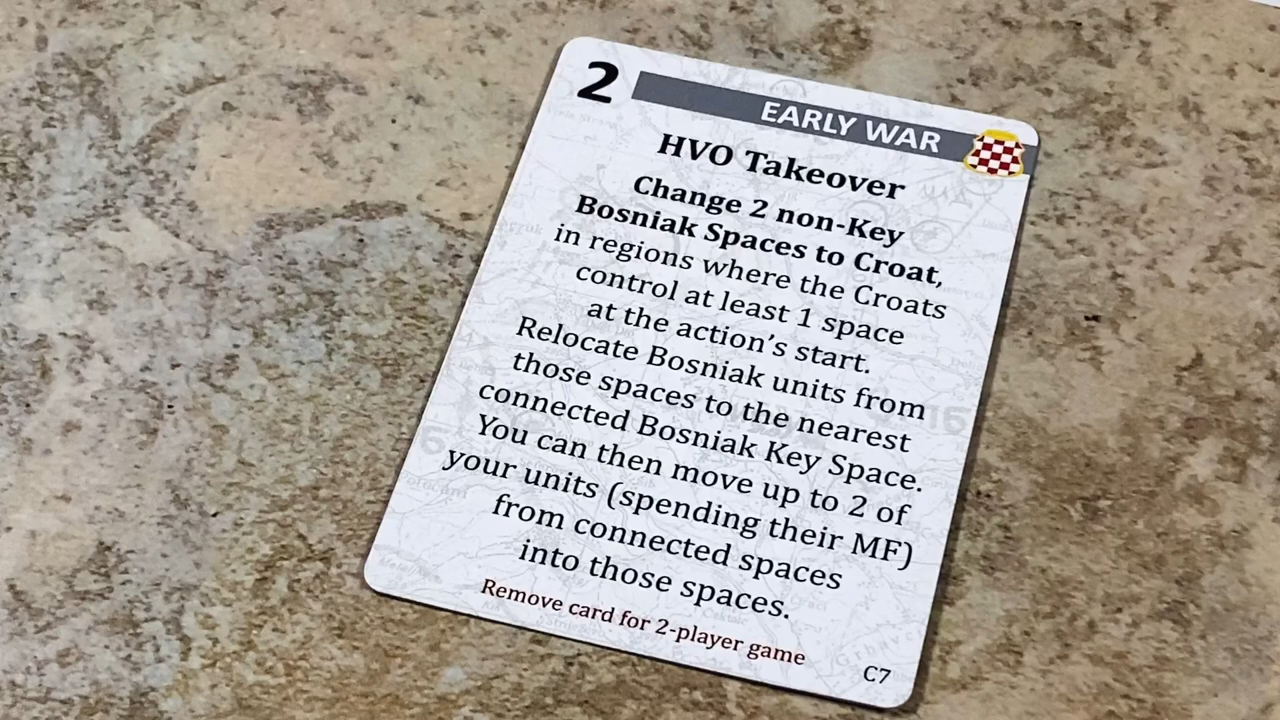 2
EARLY WAR
HVO Takeover
Change 2 non-Key
Bosniak Spaces to Croat,
in regions where the Croats
control at least 1 space
at the action's start.
Relocate Bosniak units from
those spaces to the nearest
connected Bosniak Key Space.
You can then move up to 2 of
your units (spending their MF)
from connected spaces
into those spaces.
Remove card for 2-player game
C7